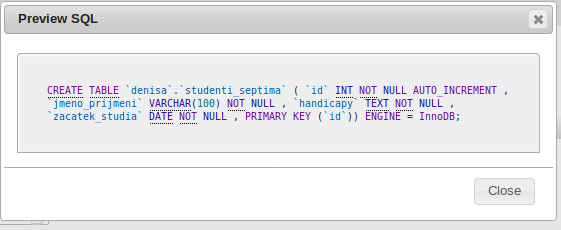 Preview SQL
CREATE TABLE `denisa`.`studenti_septima` ( `id` INT NOT NULL AUTO_INCREMENT ,
`jmeno_prijmeni` VARCHAR(100) NOT NULL , `handicapy` TEXT NOT NULL ,
`zacatek_studia` DATE NOT NULL , PRIMARY KEY (`id`)) ENGINE = InnoDB;
Close